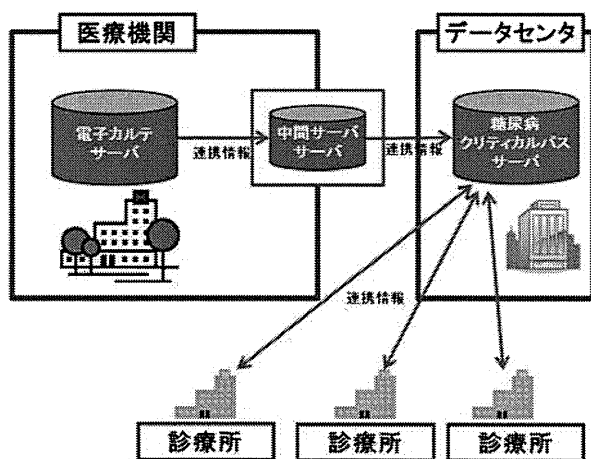 医療機関
データセンタ
電子カルテ
サーバ
連携情報
中間サーバ
サーバ
連携情報
糖尿病
クリティカルパス
サーバ
連携情報
診療所
診療所
診療所